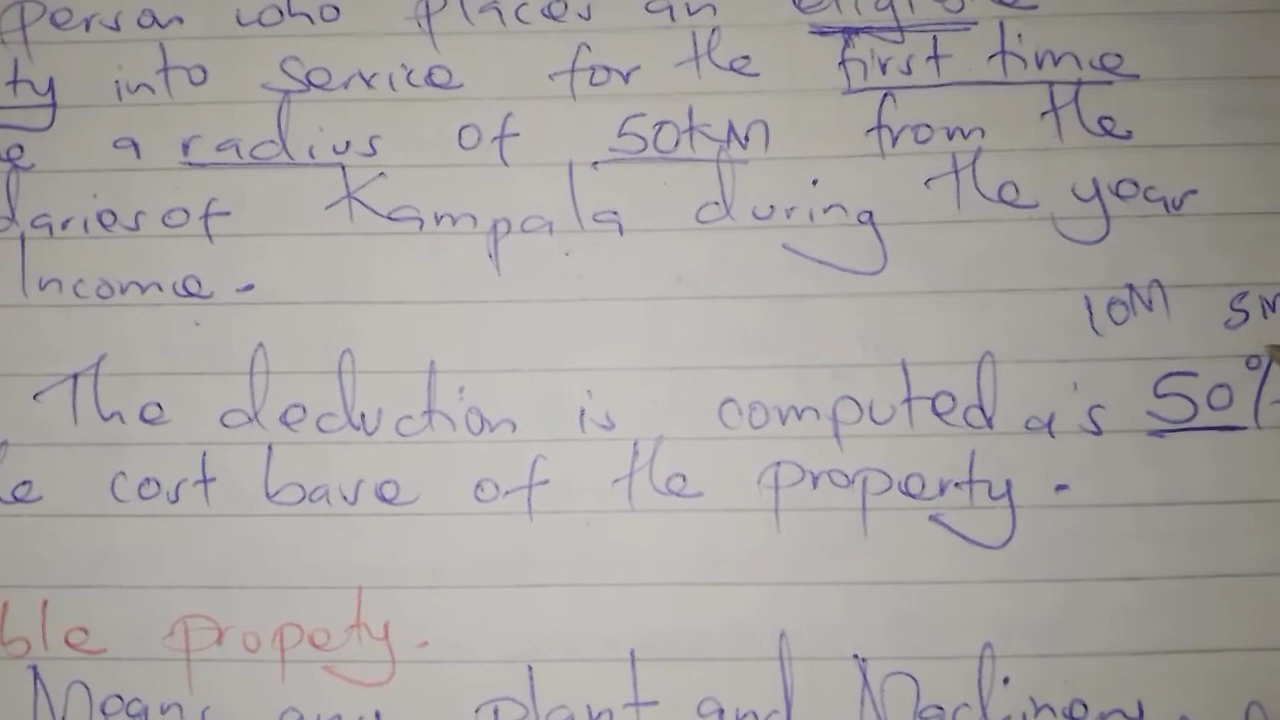 person who places an eligible
ty into service for the first time
e a radius of 50KM from the
daries of Kampala during the year
Income.
10M 5M
The deduction is computed as 50%
e cost base of the property.
ble propety.
Means any plant and Machinery